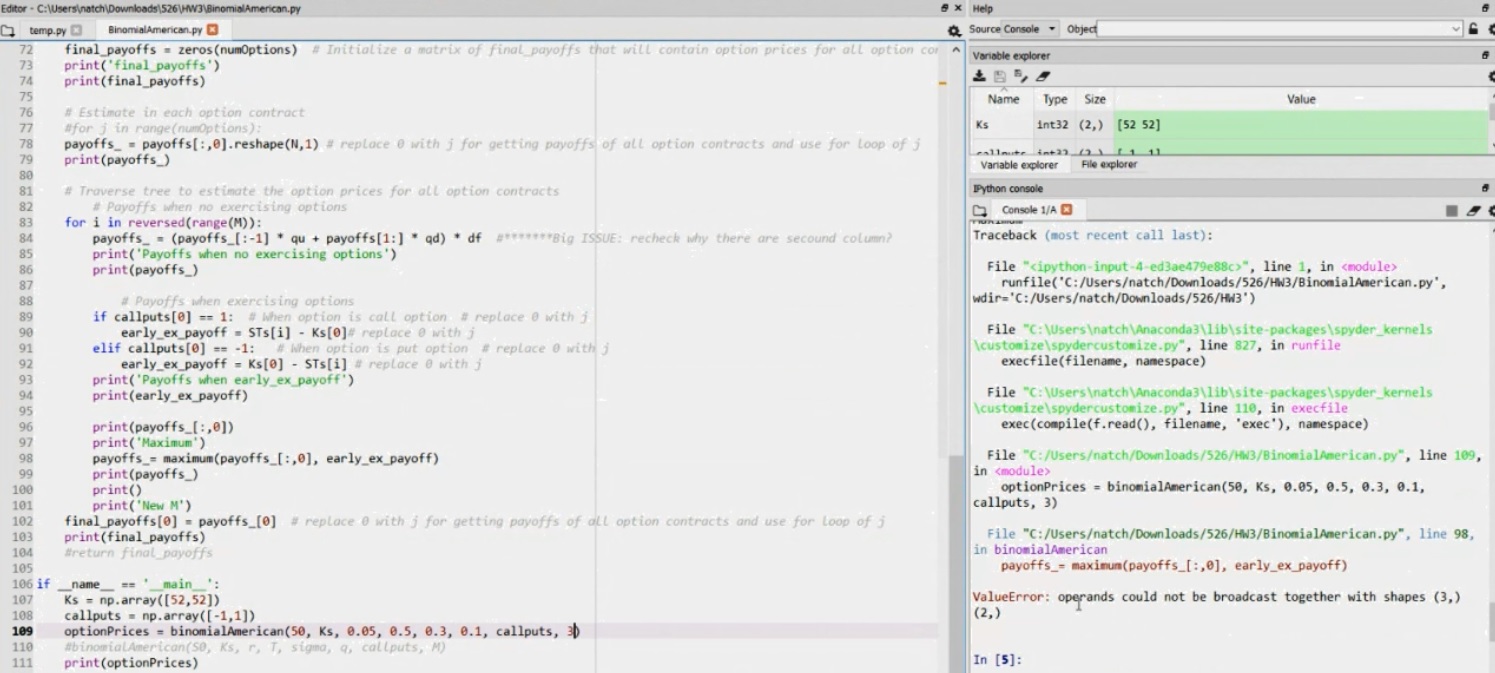 Editor - C:\Users\natch\Downloads\526\HW3\BinomialAmerican.py
temp.py
BinomialAmerican.py
72 final_payoffs = zeros(numOptions) # Initialize a matrix of final_payoffs that will contain option prices for all option co
73 print('final_payoffs')
74 print(final_payoffs)
75
76 # Estimate in each option contract
77 #for j in range(numOptions):
78 payoffs_ = payoffs[:,0].reshape(N,1) # replace 0 with j for getting payoffs of all option contracts and use for loop of j
79 print(payoffs_)
80
81 # Traverse tree to estimate the option prices for all option contracts
82 # Payoffs when no exercising options
83 for i in reversed(range(M)):
84 payoffs_ = (payoffs_[:-1] * qu + payoffs[1:] * qd) * df #*******Big ISSUE: recheck why there are secound column?
85 print('Payoffs when no exercising options')
86 print(payoffs_)
87
88 # Payoffs when exercising options
89 if callputs[0] == 1: # When option is call option # replace 0 with j
90 early_ex_payoff = STs[i] - Ks[0]# replace 0 with j
91 elif callputs[0] == -1: # When option is put option # replace 0 with j
92 early_ex_payoff = Ks[0] - STs[i] # replace 0 with j
93 print('Payoffs when early_ex_payoff')
94 print(early_ex_payoff)
95
96 print(payoffs_[:,0])
97 print('Maximum')
98 payoffs_= maximum(payoffs_[:,0], early_ex_payoff)
99 print(payoffs_)
100 print()
101 print('New M')
102 final_payoffs[0] = payoffs_[0] # replace 0 with j for getting payoffs of all option contracts and use for loop of j
103 print(final_payoffs)
104 #return final_payoffs
105
106 if __name__ == '__main__':
107 Ks = np.array([52,52])
108 callputs = np.array([-1,1])
109 optionPrices = binomialAmerican(50, Ks, 0.05, 0.5, 0.3, 0.1, callputs, 3)
110 #binomialAmerican(S0, Ks, r, T, sigma, q, callputs, M)
111 print(optionPrices)
Help
Source Console Object
Variable explorer
Name Type Size Value
Ks int32 (2,) [52 52]
callputs int32 (2,) [-1 1]
Variable explorer File explorer
IPython console
Console 1/A
Maximum
Traceback (most recent call last):
File "<ipython-input-4-ed3ae479e88c>", line 1, in <module>
runfile('C:/Users/natch/Downloads/526/HW3/BinomialAmerican.py',
wdir='C:/Users/natch/Downloads/526/HW3')
File "C:\Users\natch\Anaconda3\lib\site-packages\spyder_kernels
\customize\spydercustomize.py", line 827, in runfile
execfile(filename, namespace)
File "C:\Users\natch\Anaconda3\lib\site-packages\spyder_kernels
\customize\spydercustomize.py", line 110, in execfile
exec(compile(f.read(), filename, 'exec'), namespace)
File "C:/Users/natch/Downloads/526/HW3/BinomialAmerican.py", line 109,
in <module>
optionPrices = binomialAmerican(50, Ks, 0.05, 0.5, 0.3, 0.1,
callputs, 3)
File "C:/Users/natch/Downloads/526/HW3/BinomialAmerican.py", line 98,
in binomialAmerican
payoffs_= maximum(payoffs_[:,0], early_ex_payoff)
ValueError: operands could not be broadcast together with shapes (3,)
(2,)
In [5]: